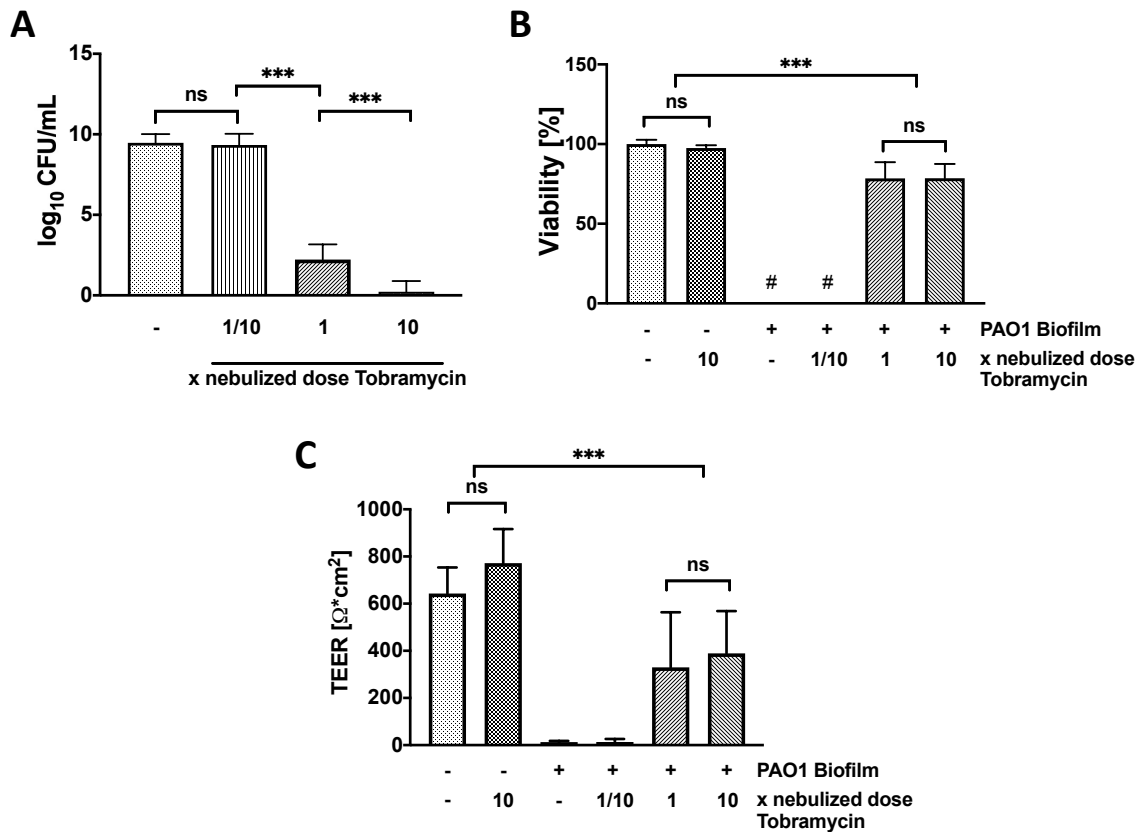 A
log10 CFU/mL
15
10
5
0
ns
***
***
- 1/10 1 10
x nebulized dose Tobramycin
B
Viability [%]
150
100
50
0
***
ns
ns
# #
- - + + + + PAO1 Biofilm
- 10 - 1/10 1 10 x nebulized dose
Tobramycin
C
TEER [Ω*cm²]
1000
800
600
400
200
0
***
ns
ns
- - + + + + PAO1 Biofilm
- 10 - 1/10 1 10 x nebulized dose
Tobramycin